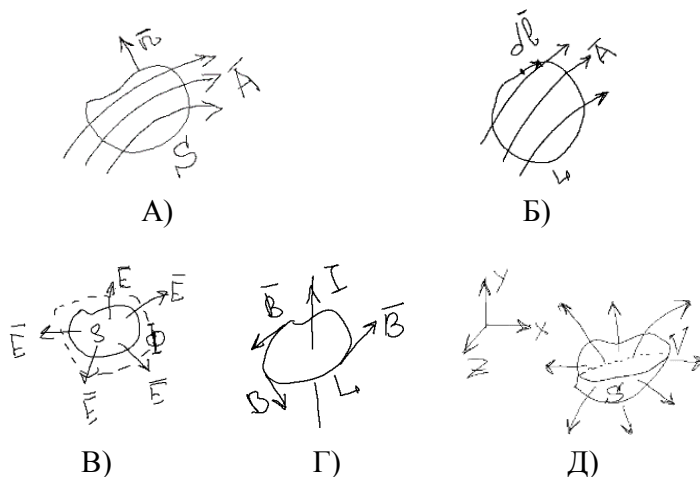 n̄ Ā S
А)
dl̄ Ā L
Б)
Ē Ē Ē Ē Ē S Φ
В)
B̄ Ī B̄ B L
Г)
Y X Z V S
Д)